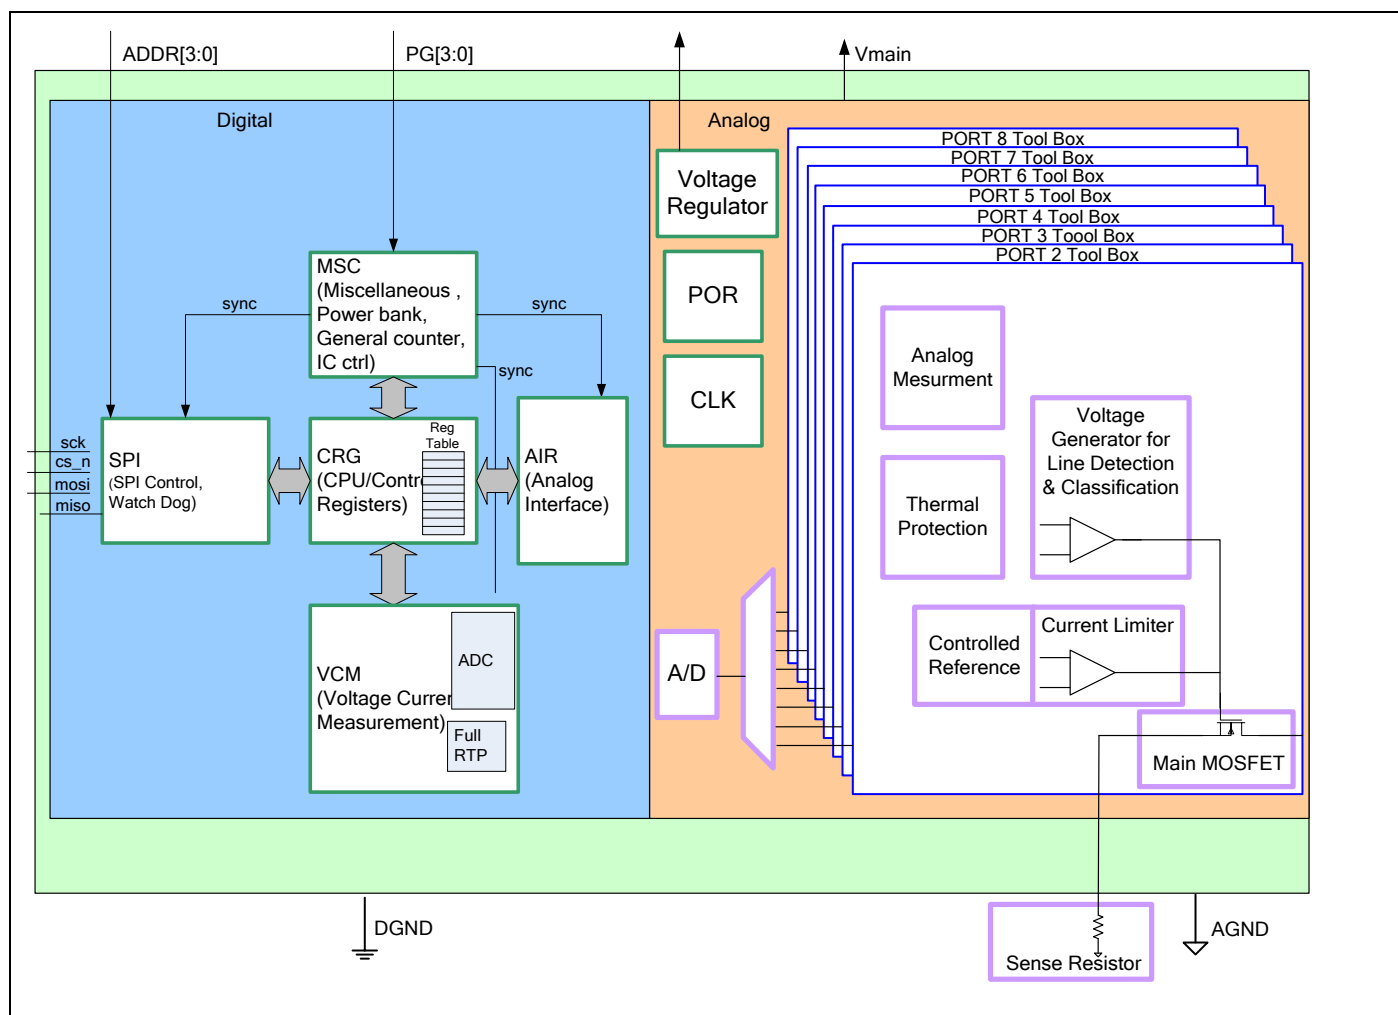 ADDR[3:0]
PG[3:0]
Vmain
Digital
Analog
PORT 8 Tool Box
PORT 7 Tool Box
PORT 6 Tool Box
PORT 5 Tool Box
PORT 4 Tool Box
PORT 3 Toool Box
PORT 2 Tool Box
Voltage
Regulator
POR
CLK
MSC
(Miscellaneous ,
Power bank,
General counter,
IC ctrl)
sync
sync
sync
sck
cs_n
mosi
miso
SPI
(SPI Control,
Watch Dog)
CRG
(CPU/Contro
Registers)
Reg
Table
AIR
(Analog
Interface)
VCM
(Voltage Curren
Measurement)
ADC
Full
RTP
A/D
Analog
Mesurment
Thermal
Protection
Voltage
Generator for
Line Detection
& Classification
Controlled
Reference
Current Limiter
Main MOSFET
DGND
Sense Resistor
AGND